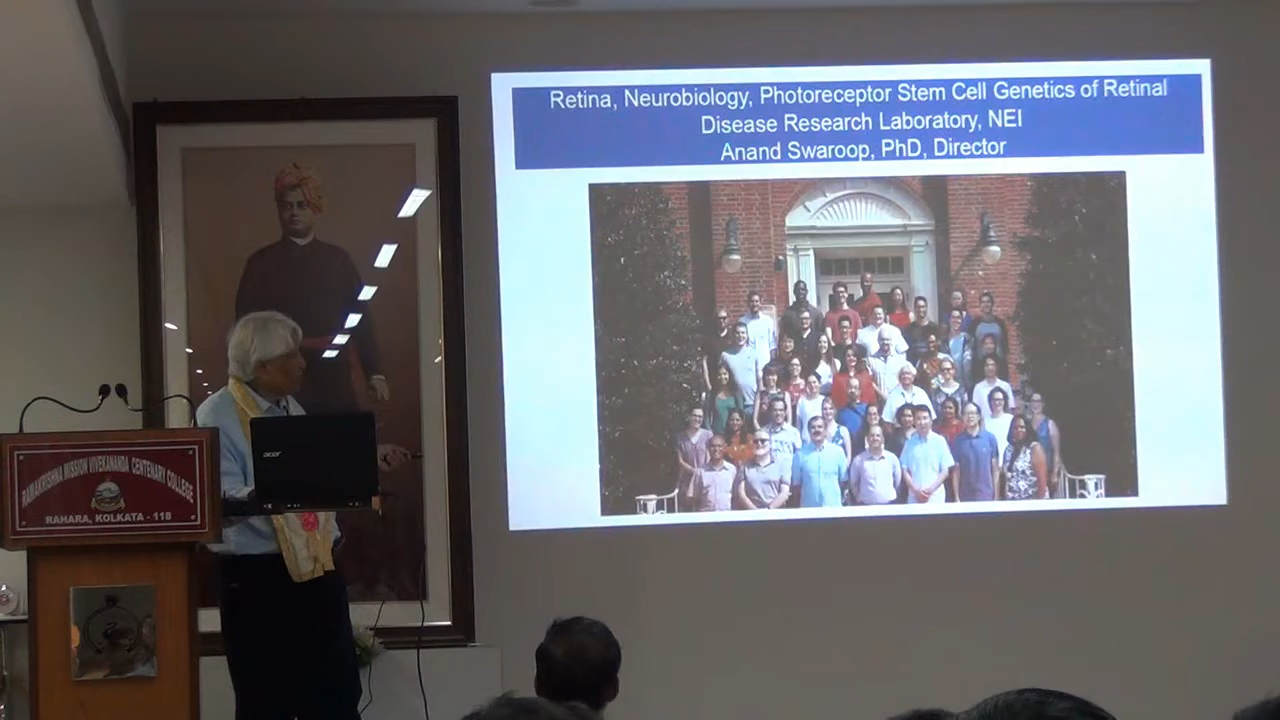 Retina, Neurobiology, Photoreceptor Stem Cell Genetics of Retinal
Disease Research Laboratory, NEI
Anand Swaroop, PhD, Director
acer
RAMAKRISHNA MISSION VIVEKANANDA CENTENARY COLLEGE
RAHARA, KOLKATA - 118